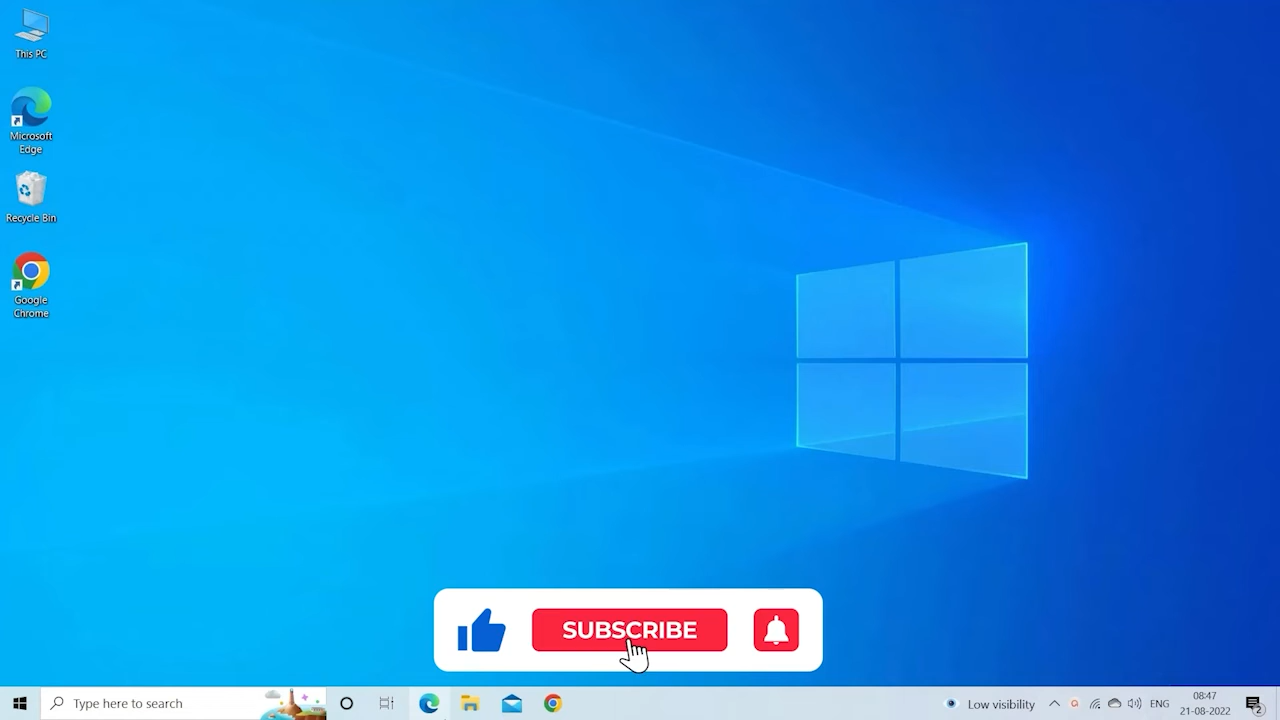 This PC
Microsoft
Edge
Recycle Bin
Google
Chrome
SUBSCRIBE
Type here to search
Low visibility
ENG
08:47
21-08-2022
2